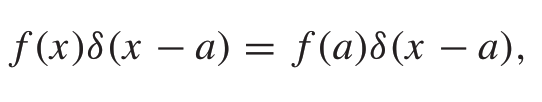 f(x)δ(x − a) = f(a)δ(x − a),